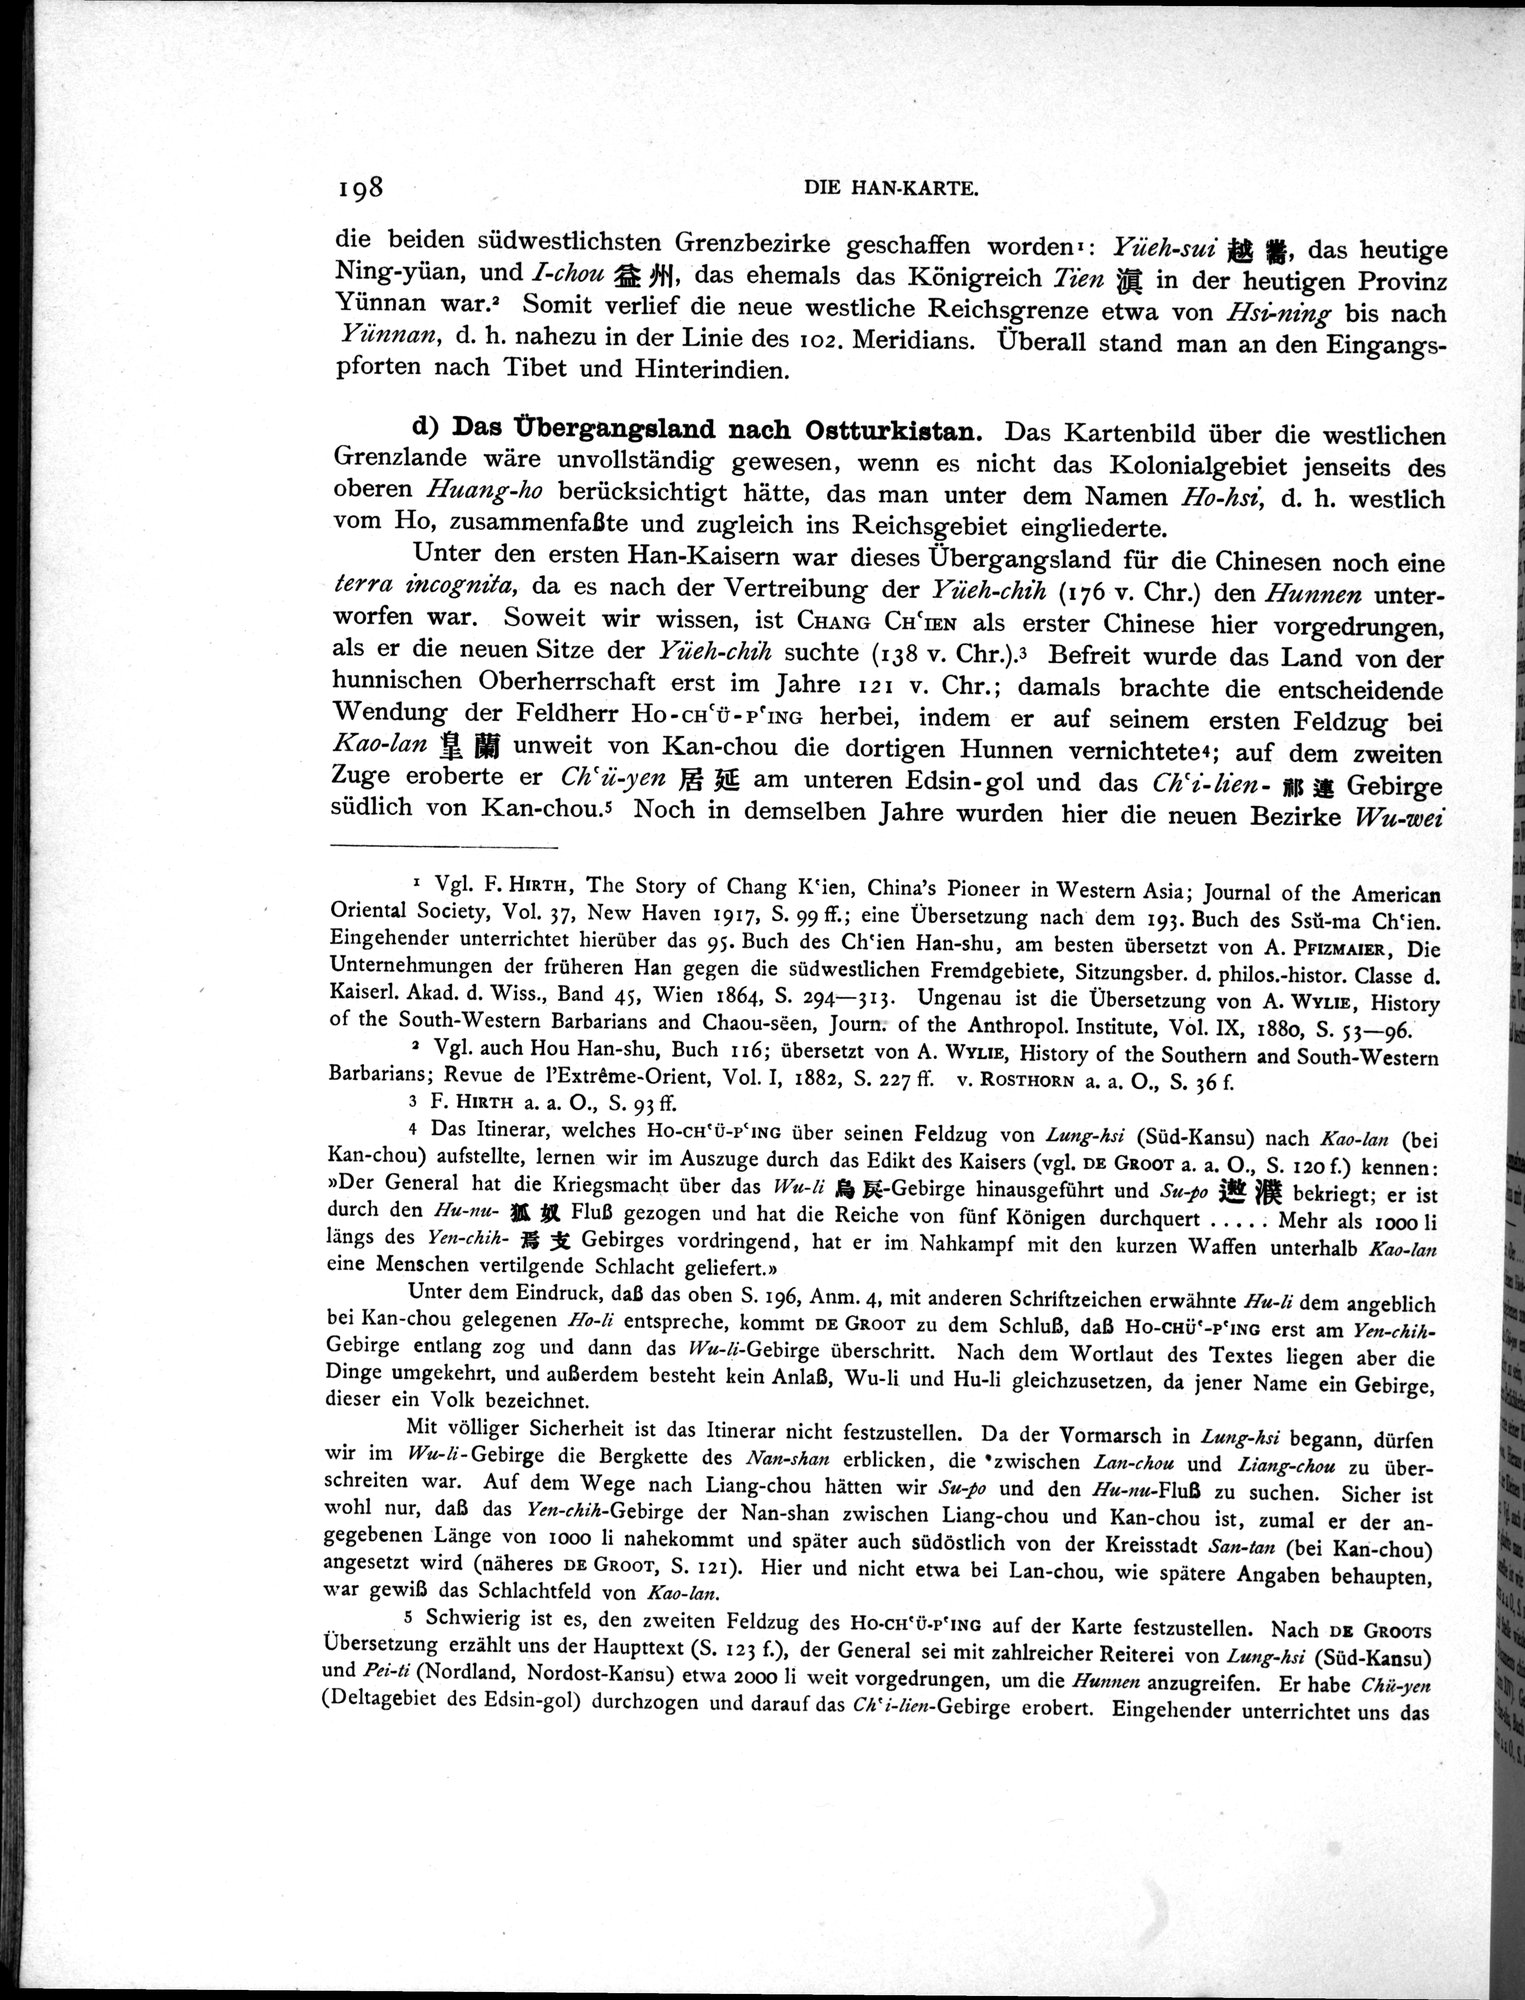 198
DIE HAN-KARTE.
die beiden südwestlichsten Grenzbezirke geschaffen worden¹: Yüeh-sui 越巂, das heutige
Ning-yüan, und I-chou 益州, das ehemals das Königreich Tien 滇 in der heutigen Provinz
Yünnan war.² Somit verlief die neue westliche Reichsgrenze etwa von Hsi-ning bis nach
Yünnan, d. h. nahezu in der Linie des 102. Meridians. Überall stand man an den Eingangs-
pforten nach Tibet und Hinterindien.
d) Das Übergangsland nach Ostturkistan. Das Kartenbild über die westlichen
Grenzlande wäre unvollständig gewesen, wenn es nicht das Kolonialgebiet jenseits des
oberen Huang-ho berücksichtigt hätte, das man unter dem Namen Ho-hsi, d. h. westlich
vom Ho, zusammenfaßte und zugleich ins Reichsgebiet eingliederte.
Unter den ersten Han-Kaisern war dieses Übergangsland für die Chinesen noch eine
terra incognita, da es nach der Vertreibung der Yüeh-chih (176 v. Chr.) den Hunnen unter-
worfen war. Soweit wir wissen, ist CHANG CHʻIEN als erster Chinese hier vorgedrungen,
als er die neuen Sitze der Yüeh-chih suchte (138 v. Chr.).³ Befreit wurde das Land von der
hunnischen Oberherrschaft erst im Jahre 121 v. Chr.; damals brachte die entscheidende
Wendung der Feldherr HO-CHʻÜ-PʻING herbei, indem er auf seinem ersten Feldzug bei
Kao-lan 皐蘭 unweit von Kan-chou die dortigen Hunnen vernichtete⁴; auf dem zweiten
Zuge eroberte er Chʻü-yen 居延 am unteren Edsin-gol und das Chʻi-lien- 祁連 Gebirge
südlich von Kan-chou.⁵ Noch in demselben Jahre wurden hier die neuen Bezirke Wu-wei
¹ Vgl. F. HIRTH, The Story of Chang Kʻien, China's Pioneer in Western Asia; Journal of the American
Oriental Society, Vol. 37, New Haven 1917, S. 99 ff.; eine Übersetzung nach dem 193. Buch des Ssŭ-ma Chʻien.
Eingehender unterrichtet hierüber das 95. Buch des Chʻien Han-shu, am besten übersetzt von A. PFIZMAIER, Die
Unternehmungen der früheren Han gegen die südwestlichen Fremdgebiete, Sitzungsber. d. philos.-histor. Classe d.
Kaiserl. Akad. d. Wiss., Band 45, Wien 1864, S. 294—313. Ungenau ist die Übersetzung von A. WYLIE, History
of the South-Western Barbarians and Chaou-sëen, Journ. of the Anthropol. Institute, Vol. IX, 1880, S. 53—96.
² Vgl. auch Hou Han-shu, Buch 116; übersetzt von A. WYLIE, History of the Southern and South-Western
Barbarians; Revue de l'Extrême-Orient, Vol. I, 1882, S. 227 ff. v. ROSTHORN a. a. O., S. 36 f.
3 F. HIRTH a. a. O., S. 93 ff.
4 Das Itinerar, welches HO-CHʻÜ-PʻING über seinen Feldzug von Lung-hsi (Süd-Kansu) nach Kao-lan (bei
Kan-chou) aufstellte, lernen wir im Auszuge durch das Edikt des Kaisers (vgl. DE GROOT a. a. O., S. 120 f.) kennen:
»Der General hat die Kriegsmacht über das Wu-li 烏戾-Gebirge hinausgeführt und Su-po 遬濮 bekriegt; er ist
durch den Hu-nu- 狐奴 Fluß gezogen und hat die Reiche von fünf Königen durchquert ..... Mehr als 1000 li
längs des Yen-chih- 焉支 Gebirges vordringend, hat er im Nahkampf mit den kurzen Waffen unterhalb Kao-lan
eine Menschen vertilgende Schlacht geliefert.»
Unter dem Eindruck, daß das oben S. 196, Anm. 4, mit anderen Schriftzeichen erwähnte Hu-li dem angeblich
bei Kan-chou gelegenen Ho-li entspreche, kommt DE GROOT zu dem Schluß, daß HO-CHÜʻ-PʻING erst am Yen-chih-
Gebirge entlang zog und dann das Wu-li-Gebirge überschritt. Nach dem Wortlaut des Textes liegen aber die
Dinge umgekehrt, und außerdem besteht kein Anlaß, Wu-li und Hu-li gleichzusetzen, da jener Name ein Gebirge,
dieser ein Volk bezeichnet.
Mit völliger Sicherheit ist das Itinerar nicht festzustellen. Da der Vormarsch in Lung-hsi begann, dürfen
wir im Wu-li-Gebirge die Bergkette des Nan-shan erblicken, die zwischen Lan-chou und Liang-chou zu über-
schreiten war. Auf dem Wege nach Liang-chou hätten wir Su-po und den Hu-nu-Fluß zu suchen. Sicher ist
wohl nur, daß das Yen-chih-Gebirge der Nan-shan zwischen Liang-chou und Kan-chou ist, zumal er der an-
gegebenen Länge von 1000 li nahekommt und später auch südöstlich von der Kreisstadt San-tan (bei Kan-chou)
angesetzt wird (näheres DE GROOT, S. 121). Hier und nicht etwa bei Lan-chou, wie spätere Angaben behaupten,
war gewiß das Schlachtfeld von Kao-lan.
5 Schwierig ist es, den zweiten Feldzug des HO-CHʻÜ-PʻING auf der Karte festzustellen. Nach DE GROOTS
Übersetzung erzählt uns der Haupttext (S. 123 f.), der General sei mit zahlreicher Reiterei von Lung-hsi (Süd-Kansu)
und Pei-ti (Nordland, Nordost-Kansu) etwa 2000 li weit vorgedrungen, um die Hunnen anzugreifen. Er habe Chü-yen
(Deltagebiet des Edsin-gol) durchzogen und darauf das Chʻi-lien-Gebirge erobert. Eingehender unterrichtet uns das